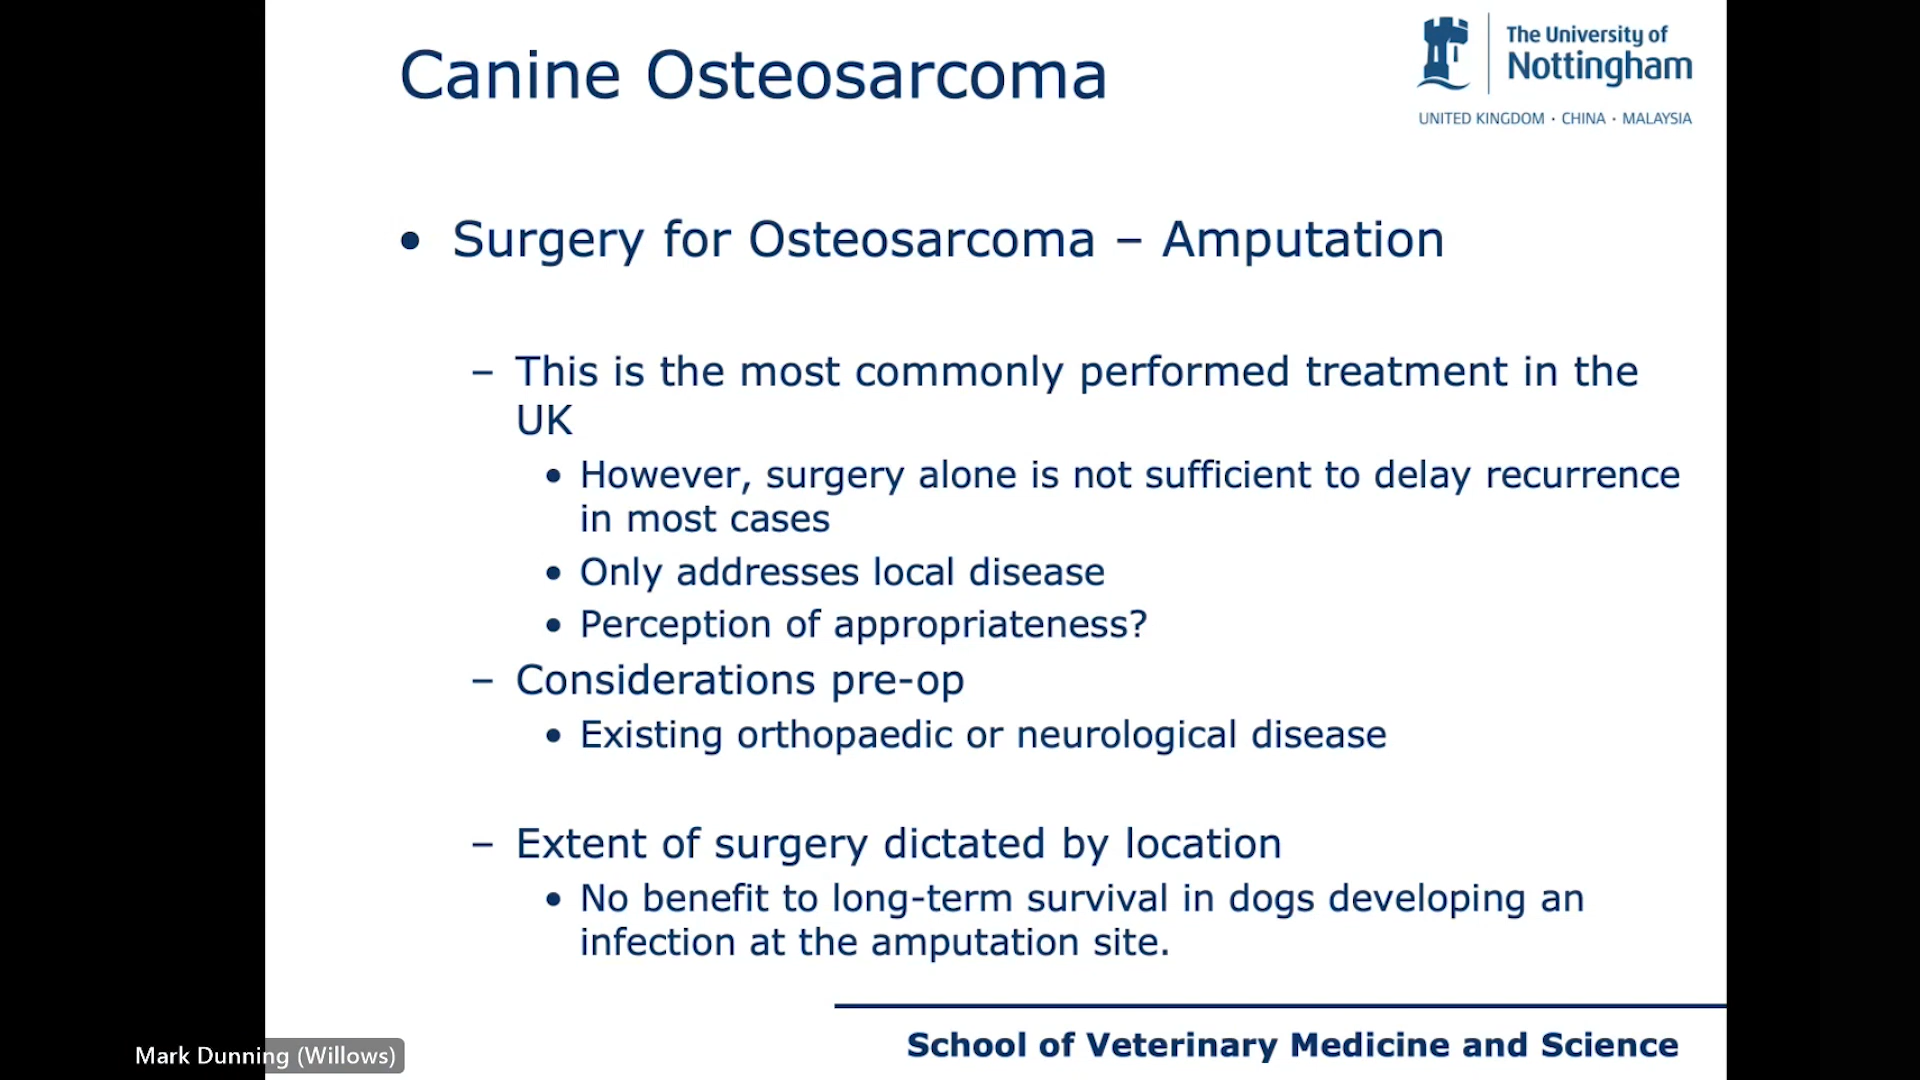 Canine Osteosarcoma
The University of
Nottingham
UNITED KINGDOM · CHINA · MALAYSIA
• Surgery for Osteosarcoma – Amputation
– This is the most commonly performed treatment in the
UK
• However, surgery alone is not sufficient to delay recurrence
in most cases
• Only addresses local disease
• Perception of appropriateness?
– Considerations pre-op
• Existing orthopaedic or neurological disease
– Extent of surgery dictated by location
• No benefit to long-term survival in dogs developing an
infection at the amputation site.
School of Veterinary Medicine and Science
Mark Dunning (Willows)